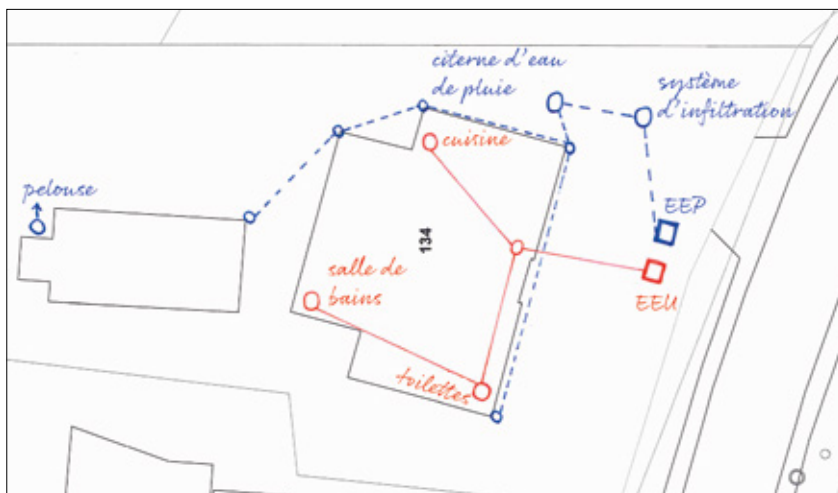 citerne d'eau
de pluie
système
d'infiltration
cuisine
pelouse
EEP
134
salle de
bains
EEU
toilettes